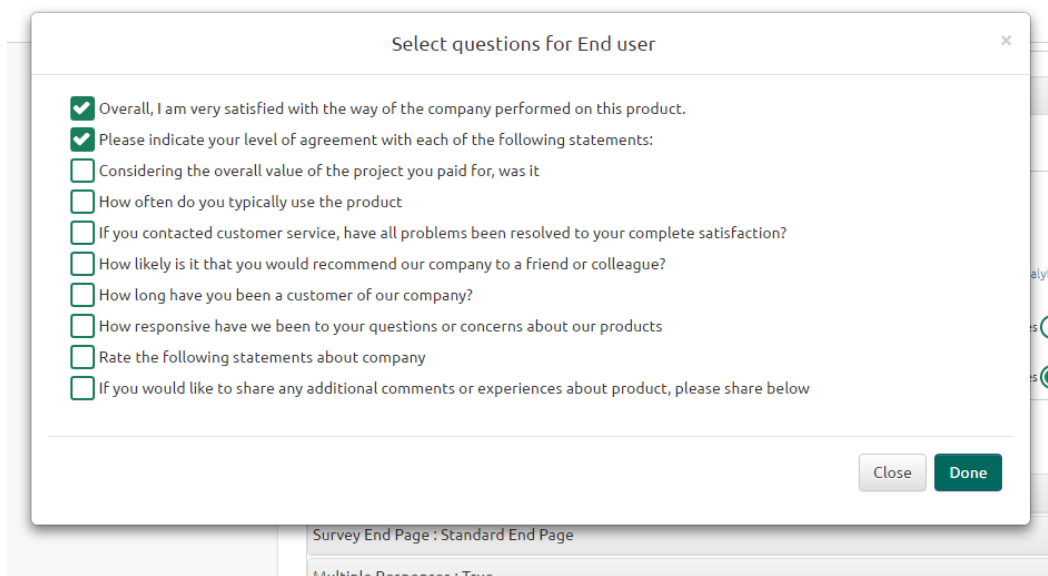 Select questions for End user
×
Overall, I am very satisfied with the way of the company performed on this product.
Please indicate your level of agreement with each of the following statements:
Considering the overall value of the project you paid for, was it
How often do you typically use the product
If you contacted customer service, have all problems been resolved to your complete satisfaction?
How likely is it that you would recommend our company to a friend or colleague?
How long have you been a customer of our company?
How responsive have we been to your questions or concerns about our products
Rate the following statements about company
If you would like to share any additional comments or experiences about product, please share below
Close
Done
Survey End Page : Standard End Page
Multiple Responses : True